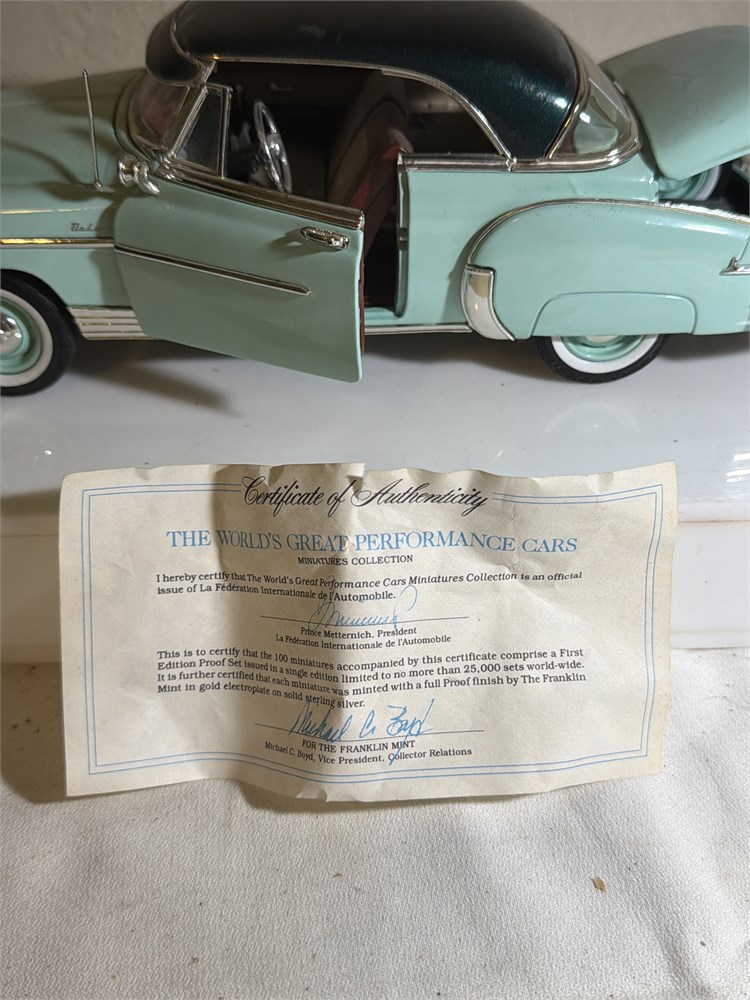 Certificate of Authenticity
THE WORLD'S GREAT PERFORMANCE CARS
MINIATURES COLLECTION
I hereby certify that The World's Great Performance Cars Miniatures Collection is an official
issue of La Fédération Internationale de l'Automobile.
Prince Metternich, President
La Fédération Internationale de l'Automobile
This is to certify that the 100 miniatures accompanied by this certificate comprise a First
Edition Proof Set issued in a single edition limited to no more than 25,000 sets world-wide.
It is further certified that each miniature was minted with a full Proof finish by The Franklin
Mint in gold electroplate on solid sterling silver.
Michael C. Boyd
FOR THE FRANKLIN MINT
Michael C. Boyd, Vice President, Collector Relations